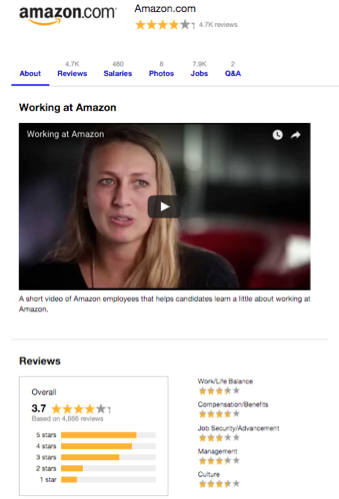 amazon.com
Amazon.com
4.7K reviews
4.7K 480 8 7.9K 2
About Reviews Salaries Photos Jobs Q&A
Working at Amazon
Working at Amazon
A short video of Amazon employees that helps candidates learn a little about working at
Amazon.
Reviews
Overall
3.7
Based on 4,666 reviews
5 stars
4 stars
3 stars
2 stars
1 star
Work/Life Balance
Compensation/Benefits
Job Security/Advancement
Management
Culture